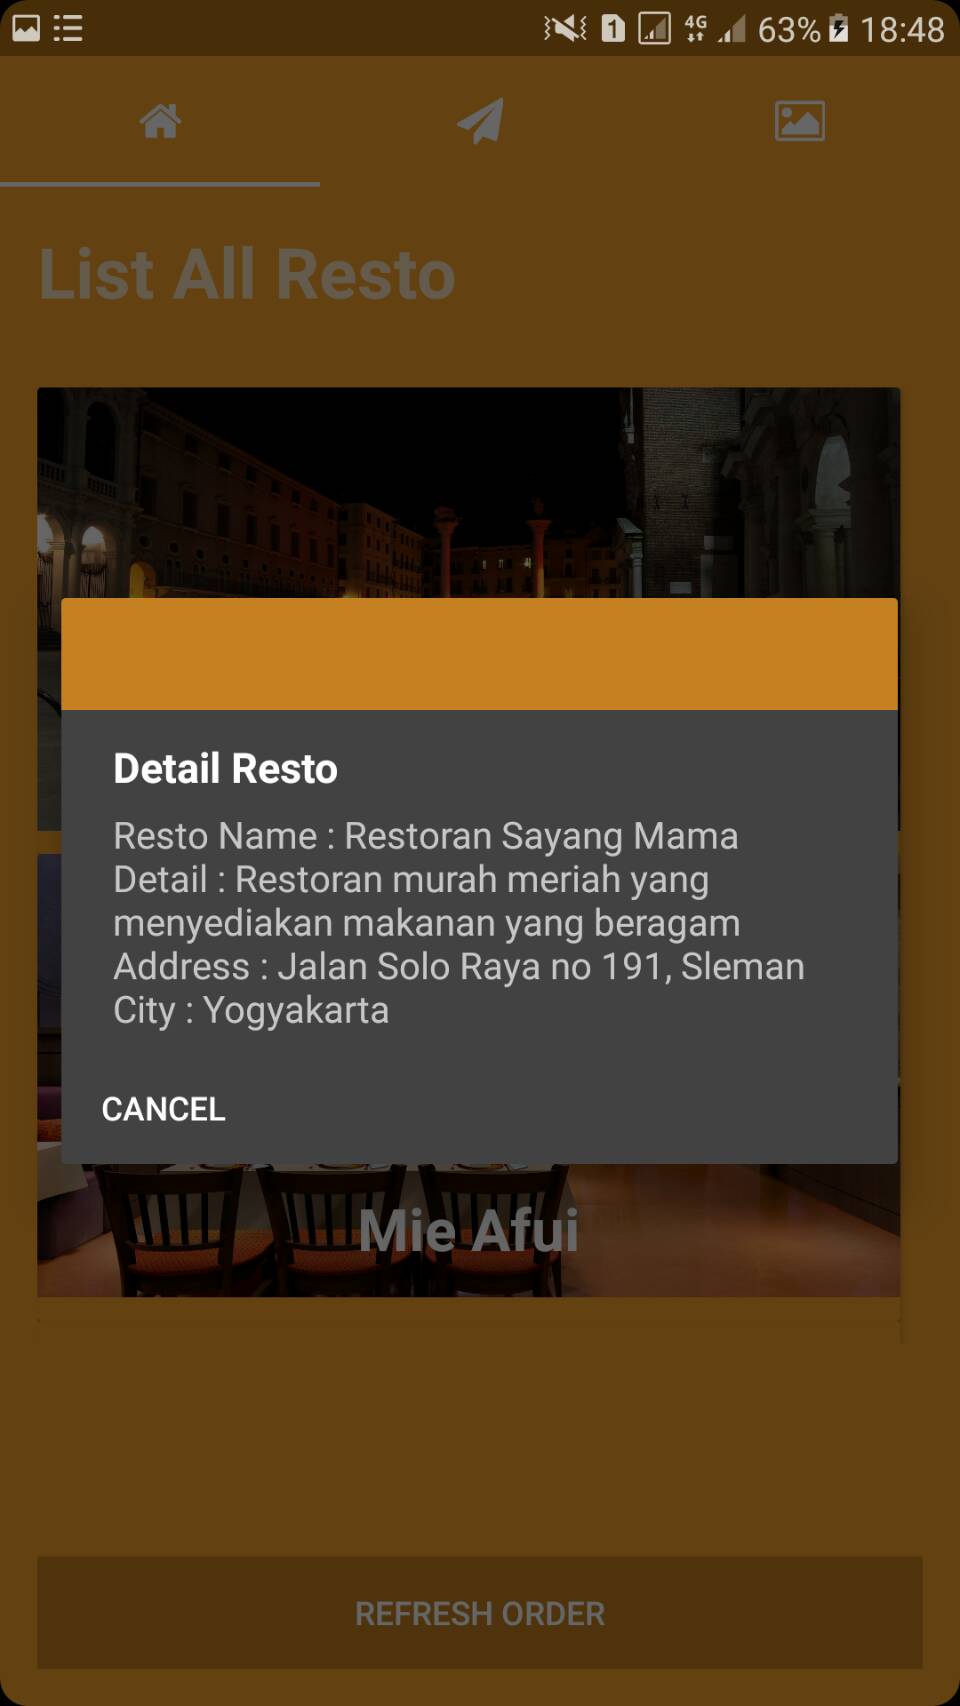 1 4G 63% 18:48
List All Resto
Detail Resto
Resto Name : Restoran Sayang Mama
Detail : Restoran murah meriah yang
menyediakan makanan yang beragam
Address : Jalan Solo Raya no 191, Sleman
City : Yogyakarta
CANCEL
Mie Afui
REFRESH ORDER